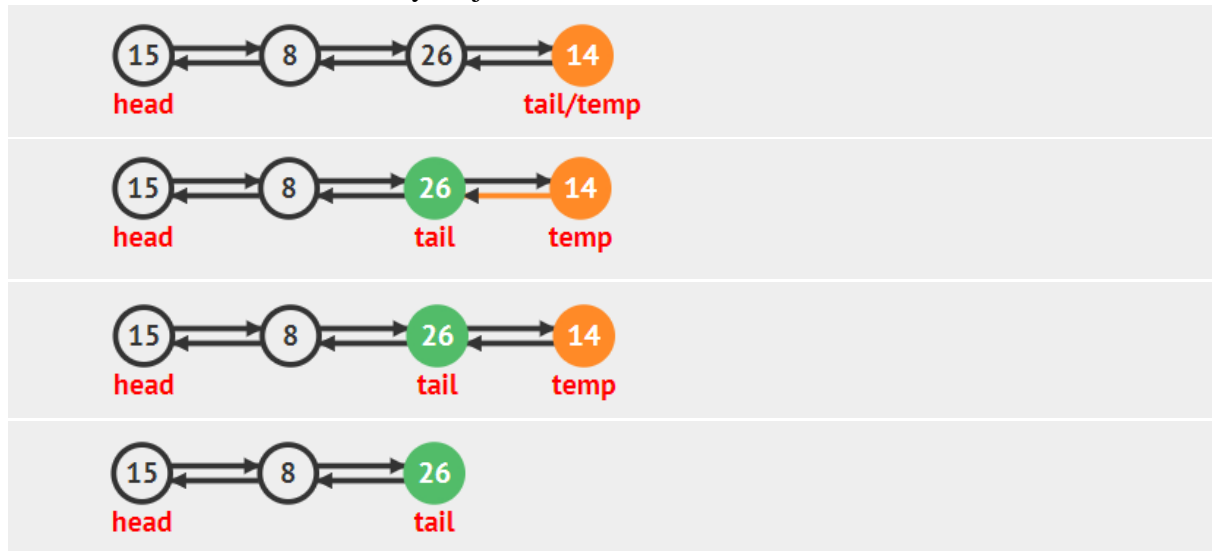 15 8 26 14
head tail/temp
15 8 26 14
head tail temp
15 8 26 14
head tail temp
15 8 26
head tail